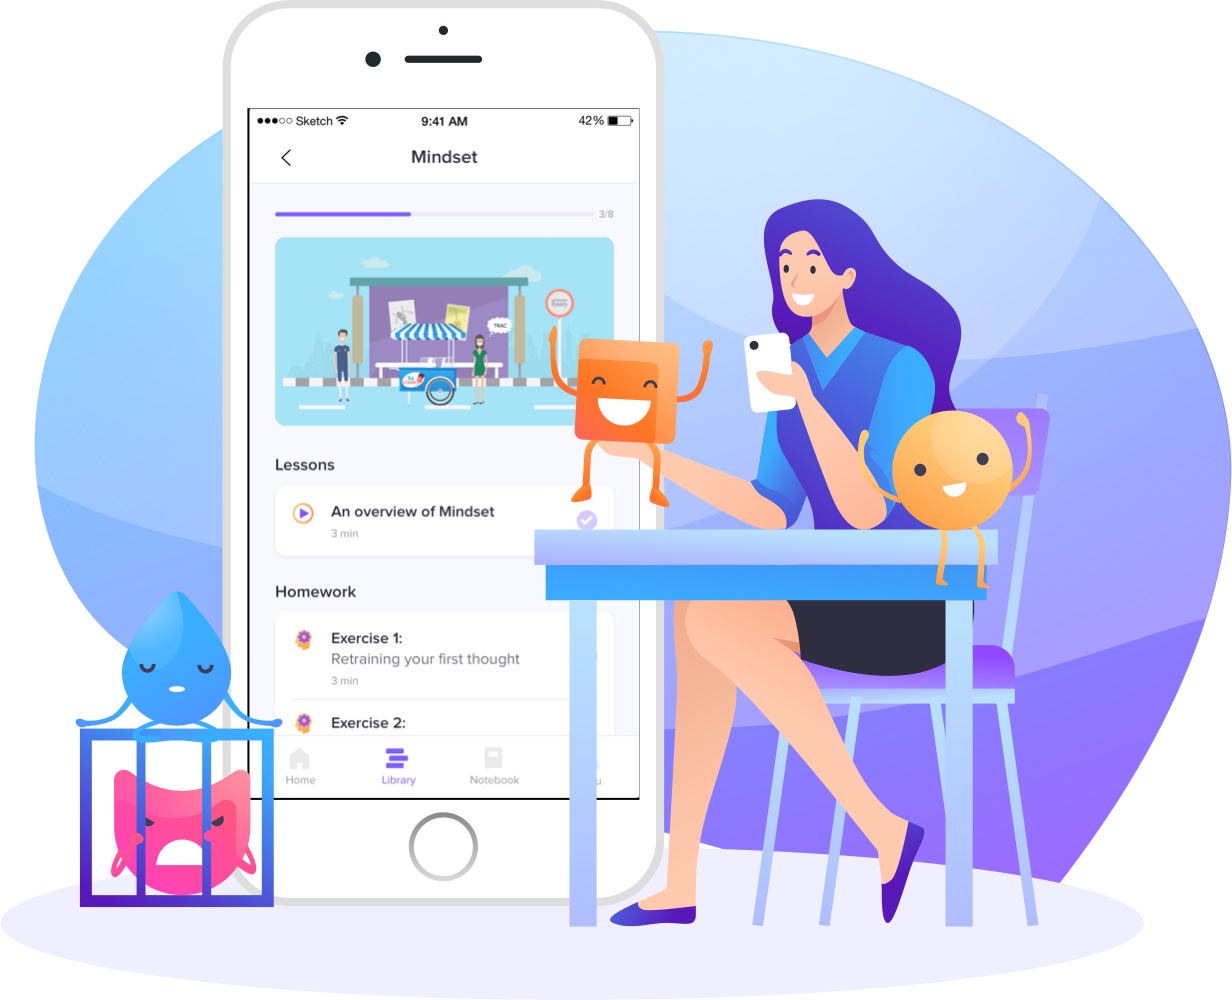 Sketch 9:41 AM 42%
Mindset
3/8
TRAC
Lessons
An overview of Mindset
3 min
Homework
Exercise 1:
Retraining your first thought
3 min
Exercise 2:
Home Library Notebook